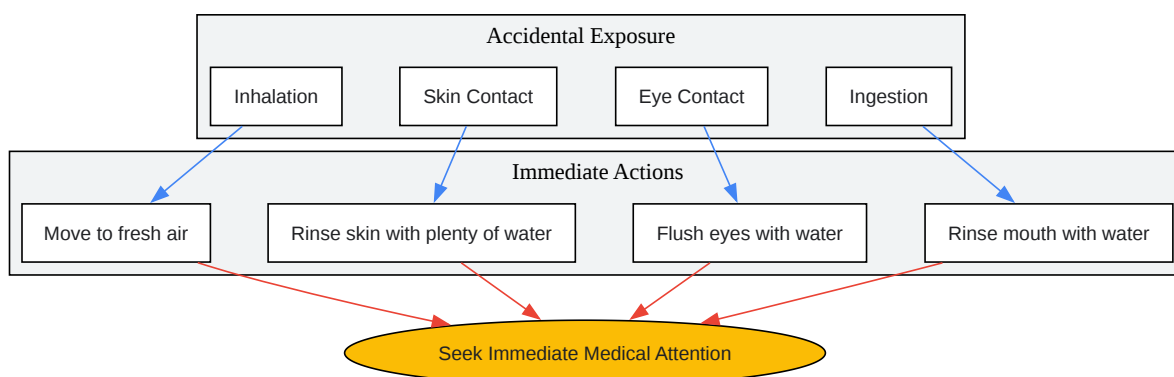 Accidental Exposure
Inhalation
Skin Contact
Eye Contact
Ingestion
Immediate Actions
Move to fresh air
Rinse skin with plenty of water
Flush eyes with water
Rinse mouth with water
Seek Immediate Medical Attention